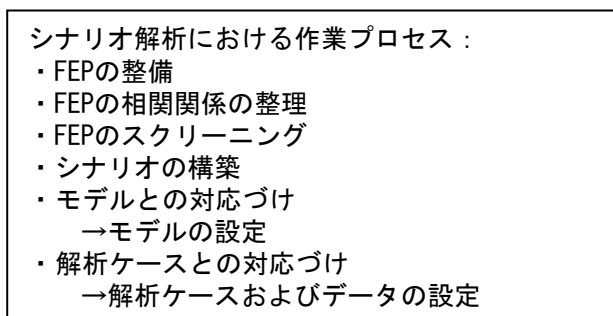 シナリオ解析における作業プロセス：
・FEPの整備
・FEPの相関関係の整理
・FEPのスクリーニング
・シナリオの構築
・モデルとの対応づけ
→モデルの設定
・解析ケースとの対応づけ
→解析ケースおよびデータの設定